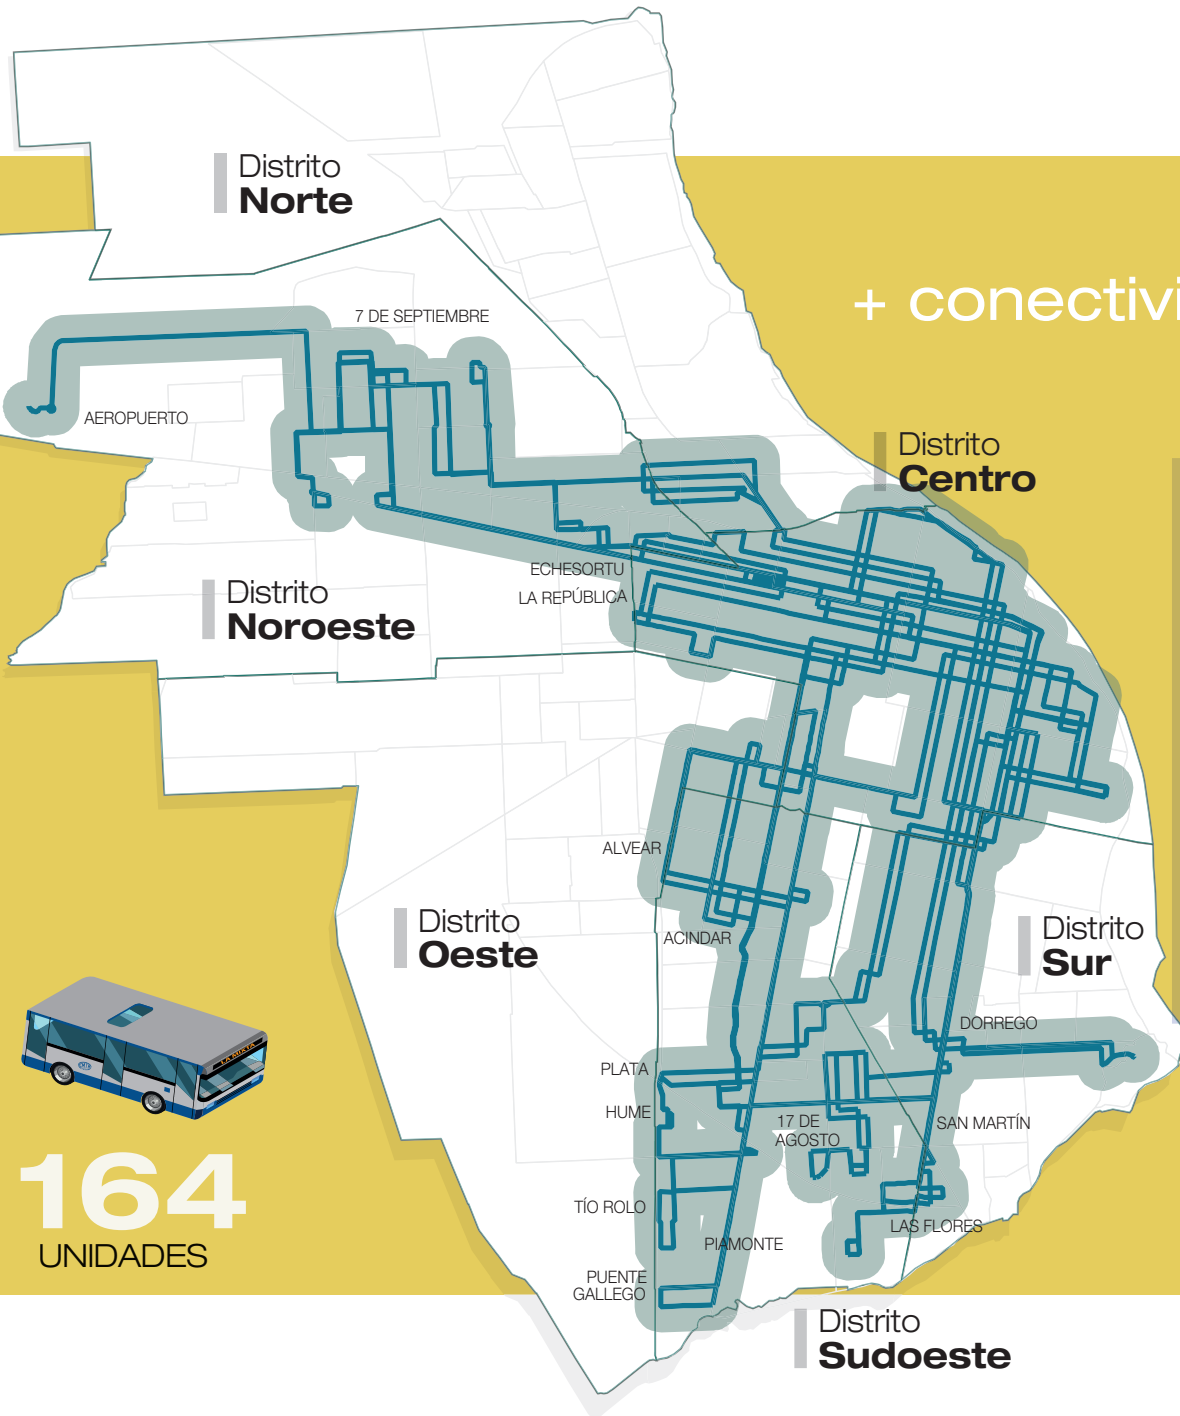 Distrito
Norte
+ conectivi
7 DE SEPTIEMBRE
AEROPUERTO
Distrito
Centro
ECHESORTU
LA REPÚBLICA
Distrito
Noroeste
ALVEAR
ACINDAR
Distrito
Oeste
Distrito
Sur
DORREGO
PLATA
HUME
17 DE
AGOSTO
SAN MARTÍN
TÍO ROLO
LAS FLORES
PIAMONTE
PUENTE
GALLEGO
LA MIXTA
164
UNIDADES
Distrito
Sudoeste